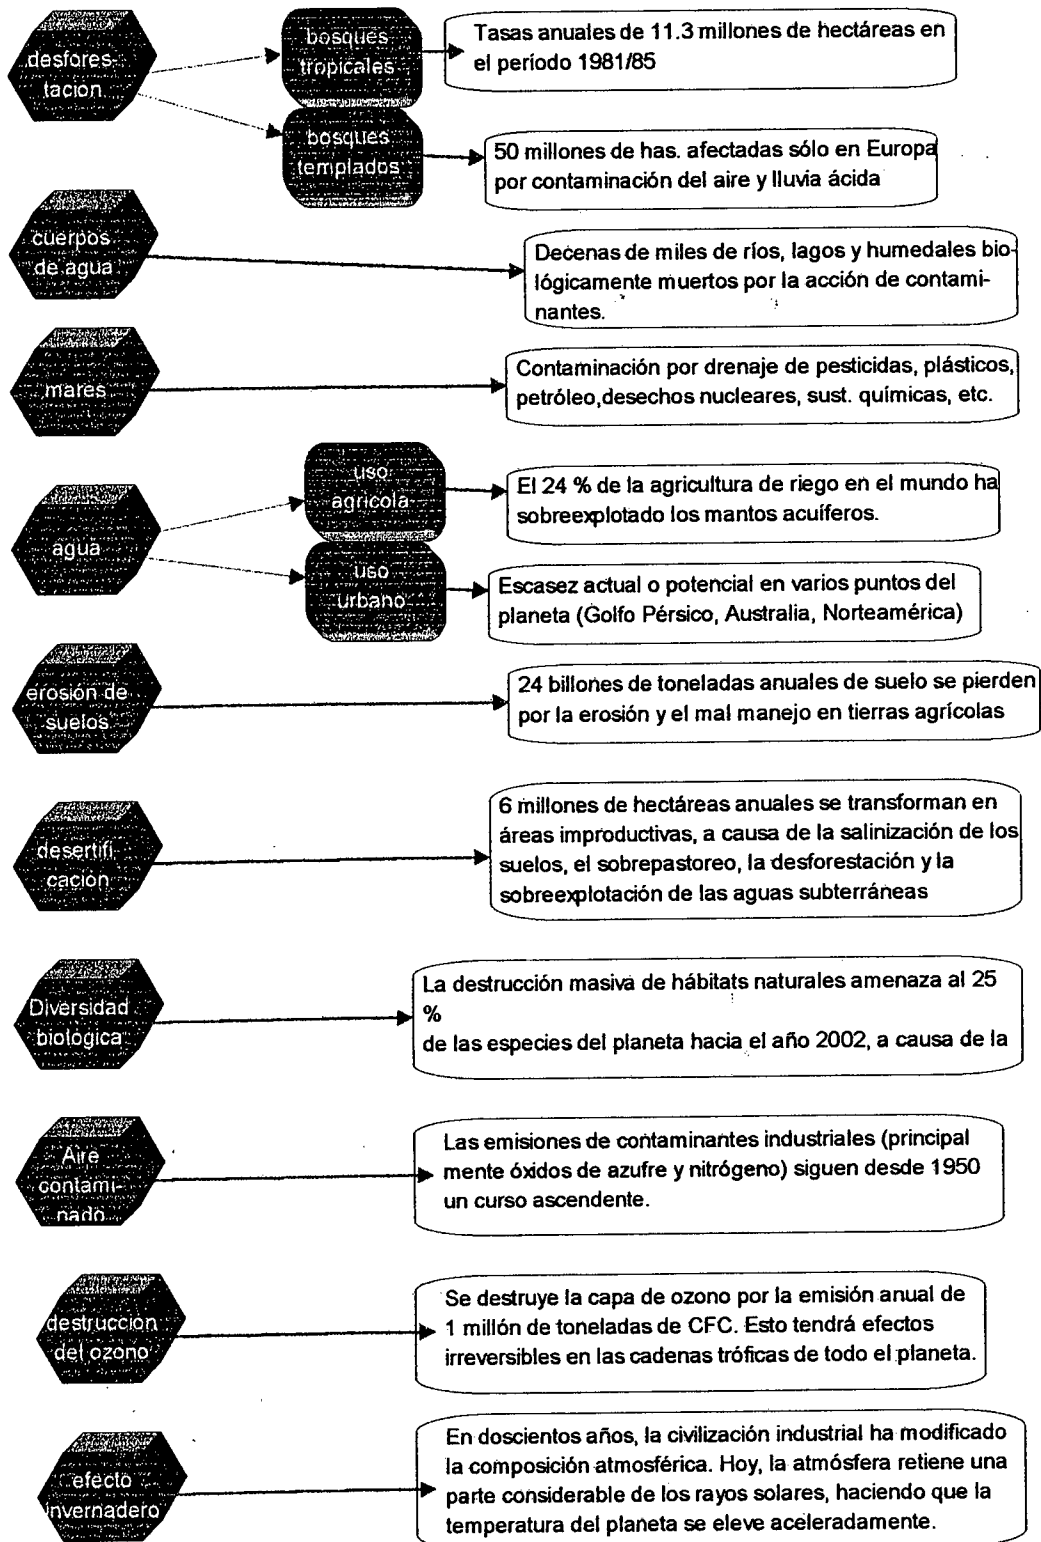 desfores-
tación
bosques
tropicales
Tasas anuales de 11.3 millones de hectáreas en
el período 1981/85
bosques
templados
50 millones de has. afectadas sólo en Europa
por contaminación del aire y lluvia ácida
cuerpos
de agua
Decenas de miles de ríos, lagos y humedales bio-
lógicamente muertos por la acción de contami-
nantes.
mares
Contaminación por drenaje de pesticidas, plásticos,
petróleo,desechos nucleares, sust. químicas, etc.
agua
uso
agrícola
El 24 % de la agricultura de riego en el mundo ha
sobreexplotado los mantos acuíferos.
uso
urbano
Escasez actual o potencial en varios puntos del
planeta (Golfo Pérsico, Australia, Norteamérica)
erosión de
suelos
24 billones de toneladas anuales de suelo se pierden
por la erosión y el mal manejo en tierras agrícolas
desertifi
cación
6 millones de hectáreas anuales se transforman en
áreas improductivas, a causa de la salinización de los
suelos, el sobrepastoreo, la desforestación y la
sobreexplotación de las aguas subterráneas
Diversidad
biológica
La destrucción masiva de hábitats naturales amenaza al 25
%
de las especies del planeta hacia el año 2002, a causa de la
Aire
contami-
nado
Las emisiones de contaminantes industriales (principal
mente óxidos de azufre y nitrógeno) siguen desde 1950
un curso ascendente.
destrucción
del ozono
Se destruye la capa de ozono por la emisión anual de
1 millón de toneladas de CFC. Esto tendrá efectos
irreversibles en las cadenas tróficas de todo el planeta.
efecto
invernadero
En doscientos años, la civilización industrial ha modificado
la composición atmosférica. Hoy, la atmósfera retiene una
parte considerable de los rayos solares, haciendo que la
temperatura del planeta se eleve aceleradamente.